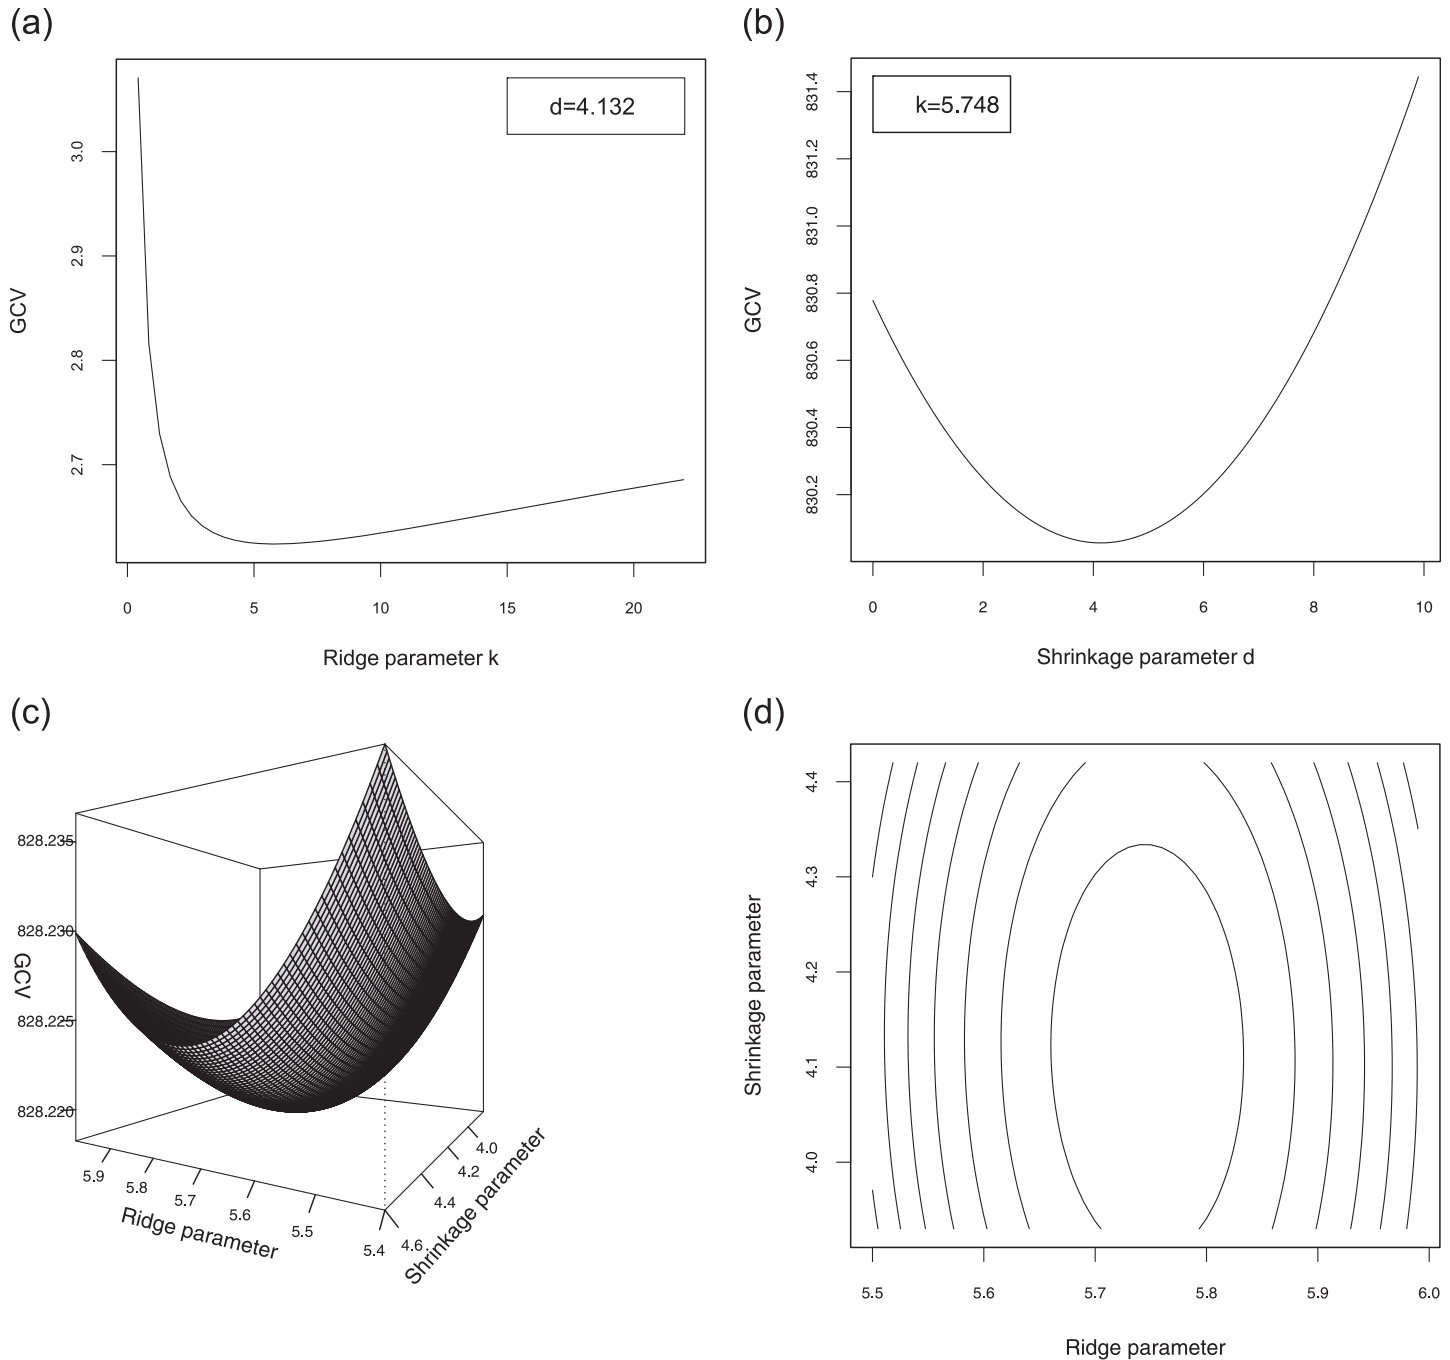 (a)
d=4.132
GCV
3.0
2.9
2.8
2.7
0 5 10 15 20
Ridge parameter k
(b)
k=5.748
GCV
831.4
831.2
831.0
830.8
830.6
830.4
830.2
0 2 4 6 8 10
Shrinkage parameter d
(c)
828.235
828.230
828.225
828.220
GCV
5.9 5.8 5.7 5.6 5.5 5.4
Ridge parameter
4.0
4.2
4.4
4.6
Shrinkage parameter
(d)
Shrinkage parameter
4.4
4.3
4.2
4.1
4.0
5.5 5.6 5.7 5.8 5.9 6.0
Ridge parameter